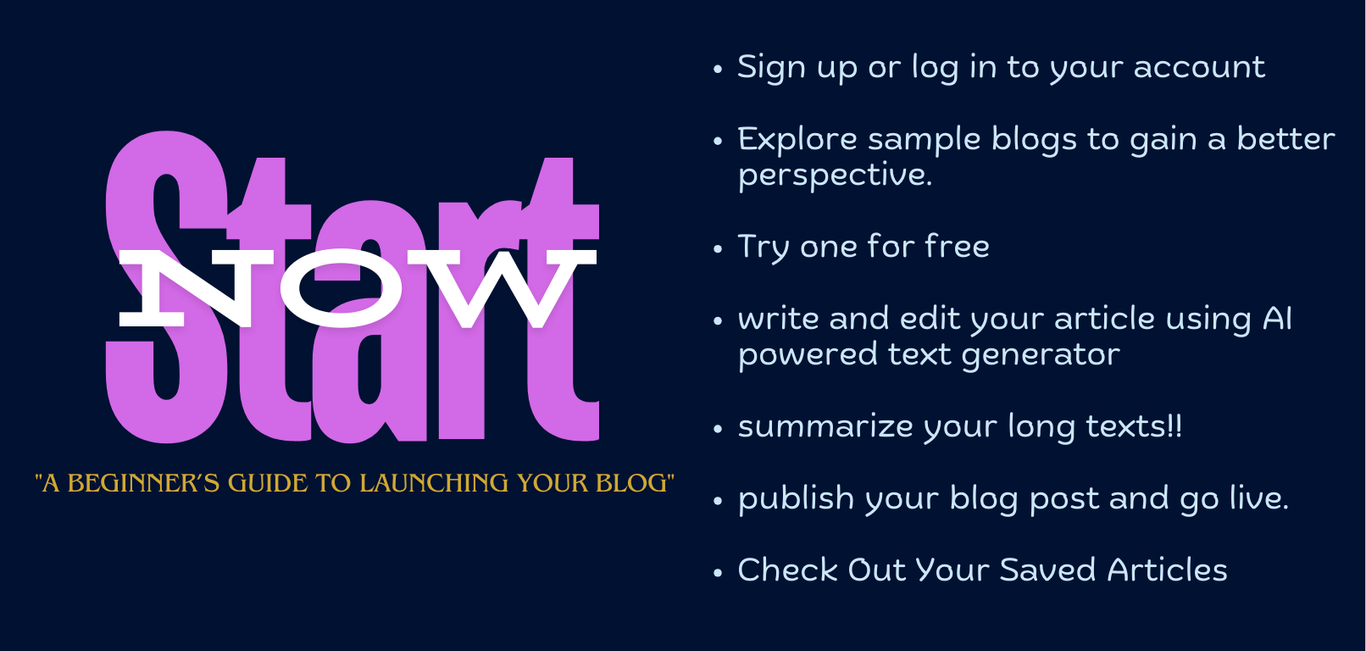 Start
NOW
"A BEGINNER'S GUIDE TO LAUNCHING YOUR BLOG"
• Sign up or log in to your account
• Explore sample blogs to gain a better
perspective.
• Try one for free
• write and edit your article using AI
powered text generator
• summarize your long texts!!
• publish your blog post and go live.
• Check Out Your Saved Articles